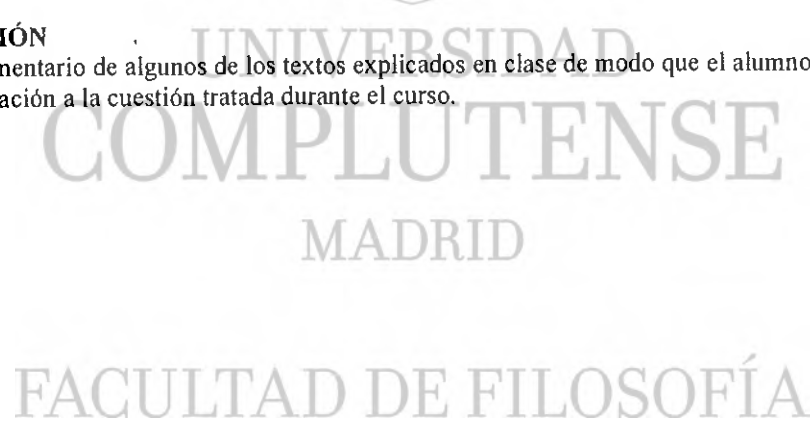 IÓN
UNIVERSIDAD
nentario de algunos de los textos explicados en clase de modo que el alumno
ación a la cuestión tratada durante el curso.
COMPLUTENSE
MADRID
FACULTAD DE FILOSOFÍA